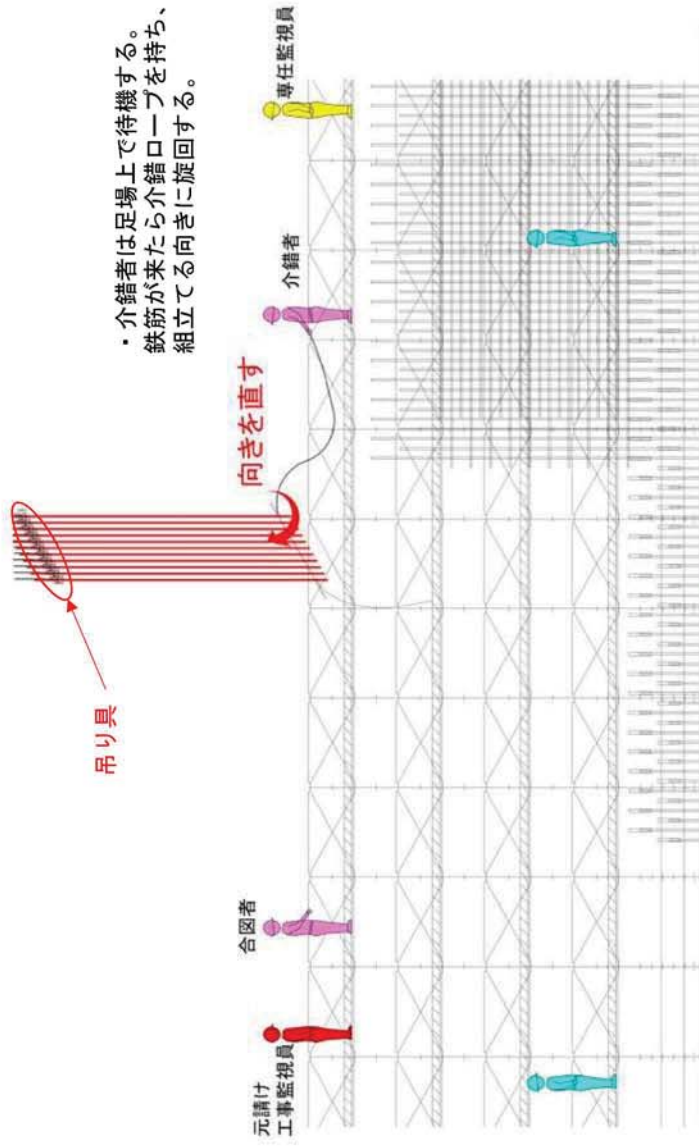 ・介錯者は足場上で待機する。
鉄筋が来たら介錯ロープを持ち、
組立てる向きに旋回する。
吊り具
向きを直す
元請け
工事監視員
合図者
介錯者
専任監視員